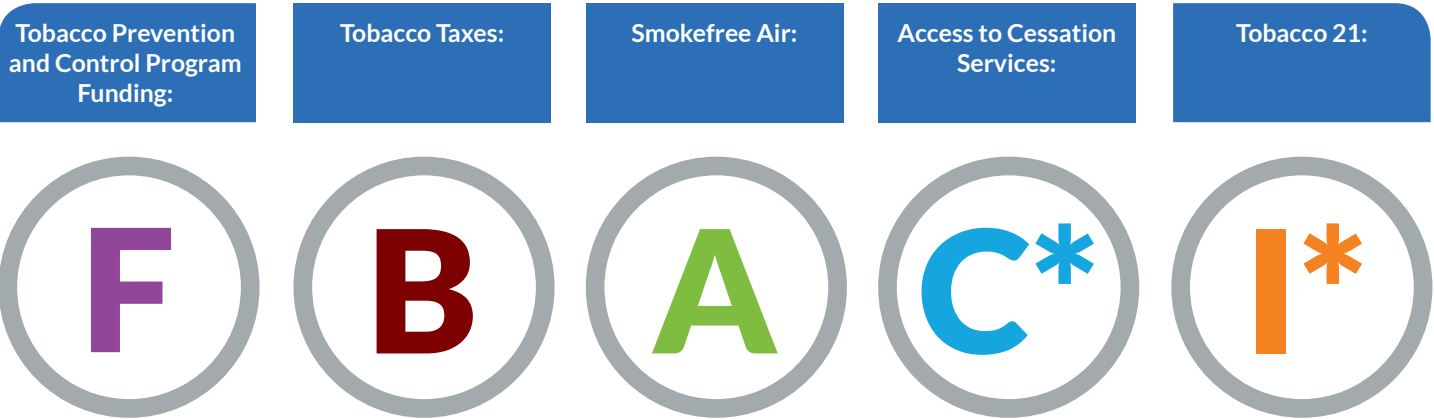 Tobacco Prevention
and Control Program
Funding:
Tobacco Taxes:
Smokefree Air:
Access to Cessation
Services:
Tobacco 21:
F
B
A
C*
I*